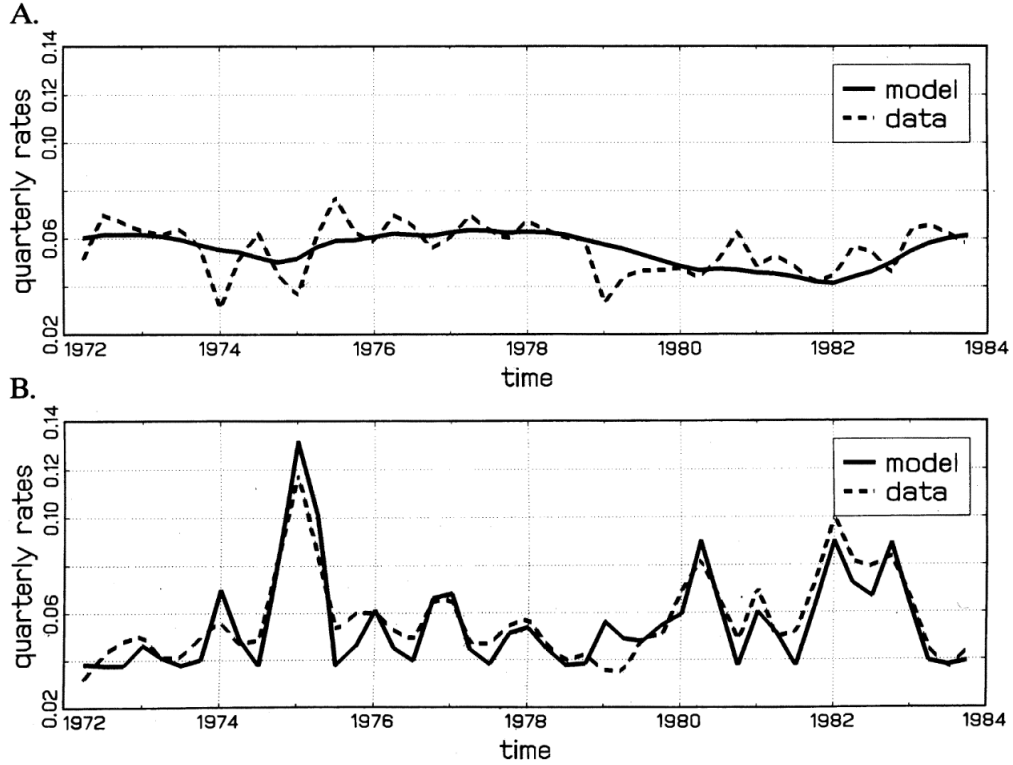 A.
0.14
0.12
0.10
0.06
0.02
quarterly rates
model
data
1972 1974 1976 1978 1980 1982 1984
time
B.
0.14
0.12
0.10
0.06
0.02
quarterly rates
model
data
1972 1974 1976 1978 1980 1982 1984
time